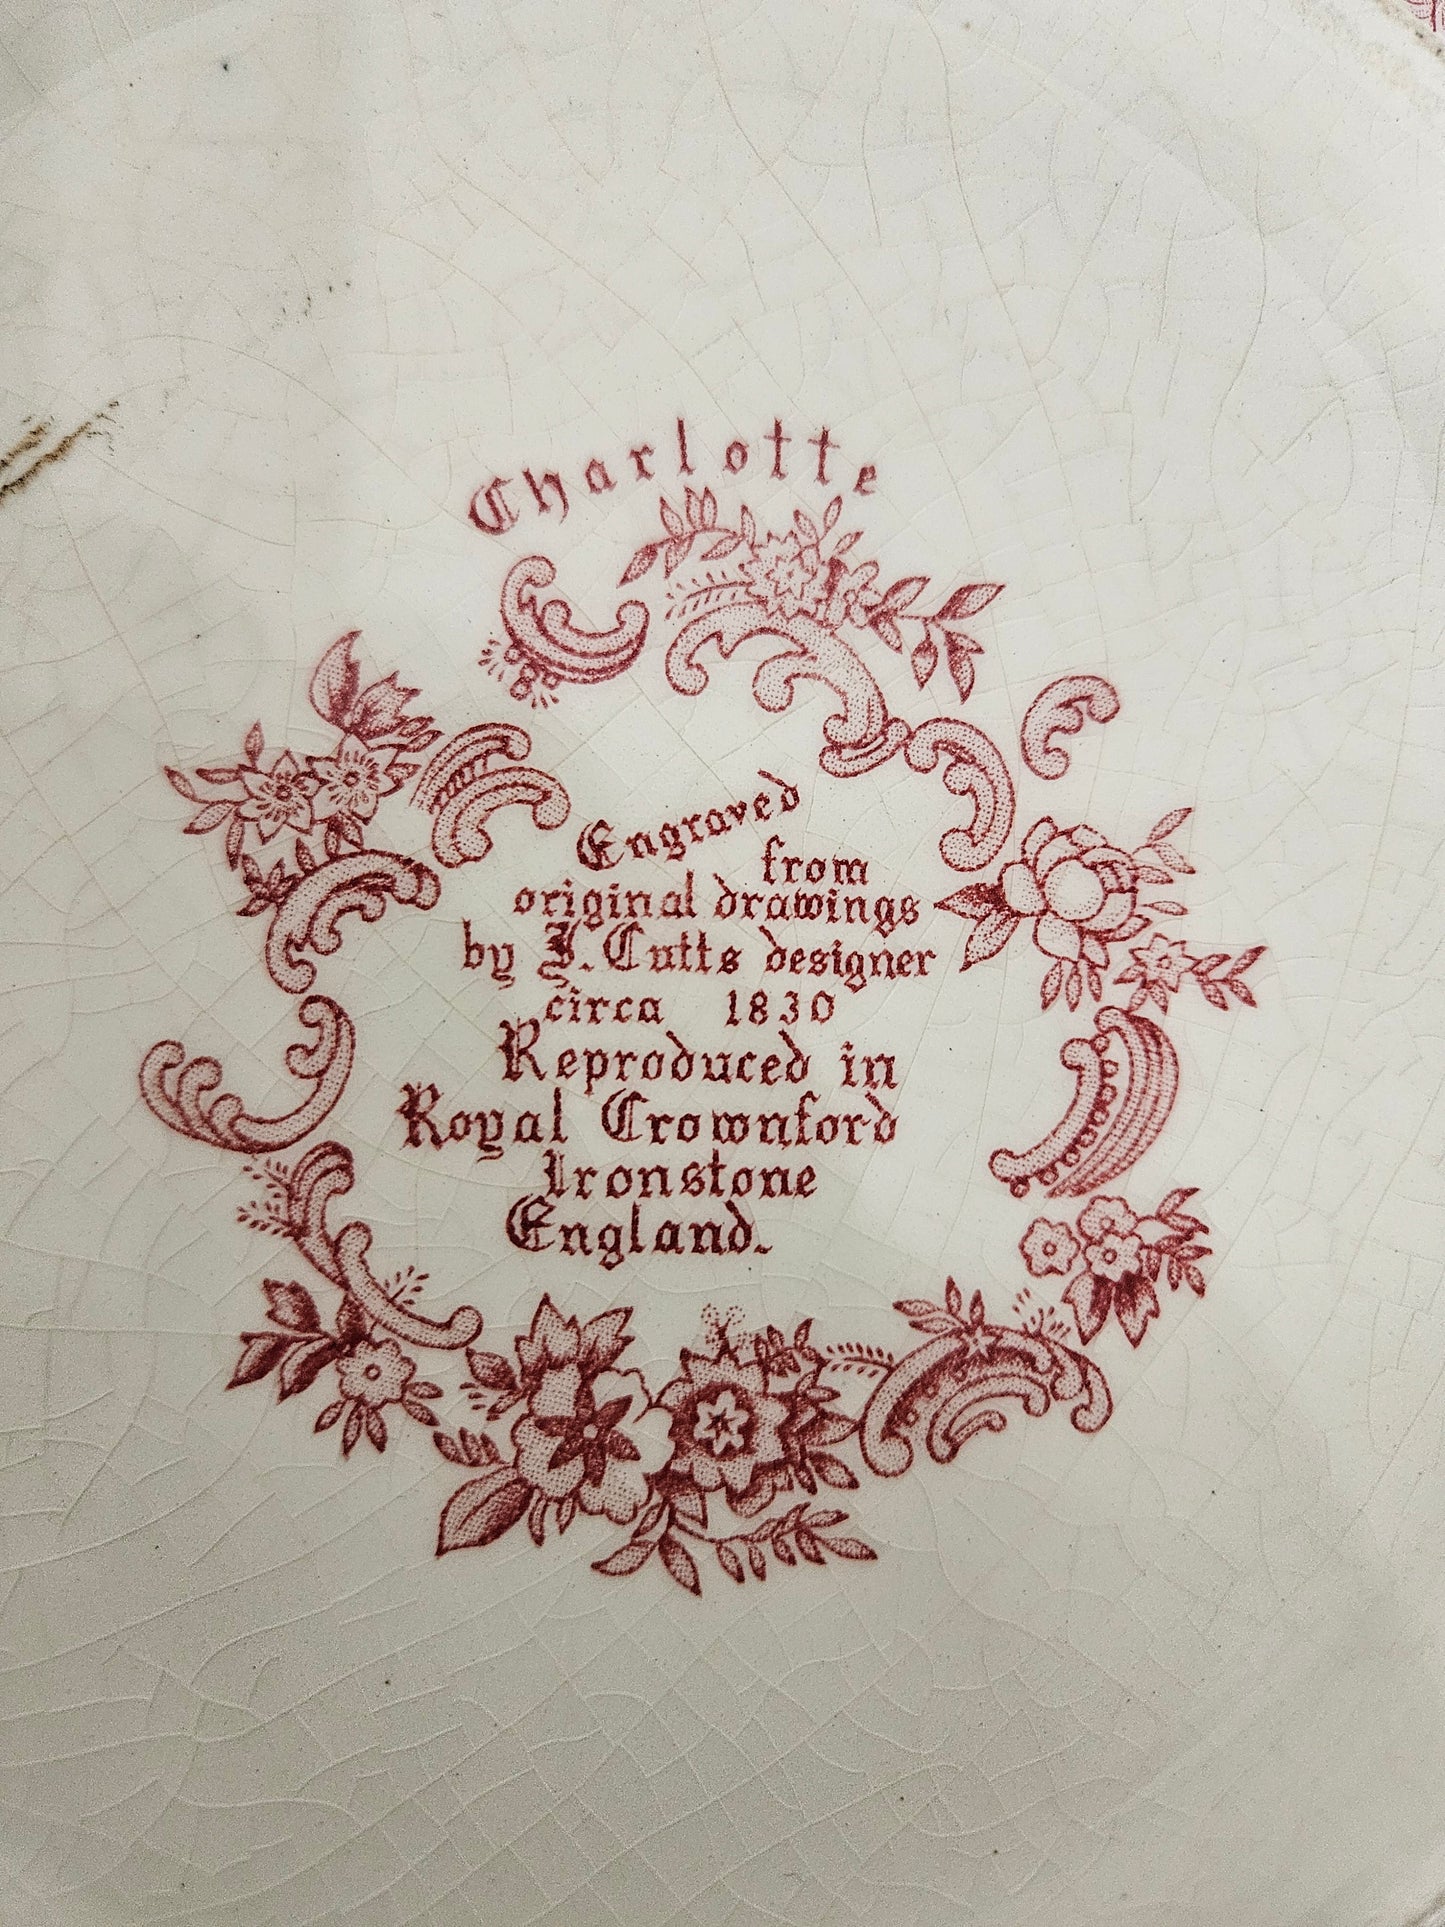 Charlotte
Engraved
from
original drawings
by J. Cutts designer
circa 1830
Reproduced in
Royal Crownford
Ironstone
England.